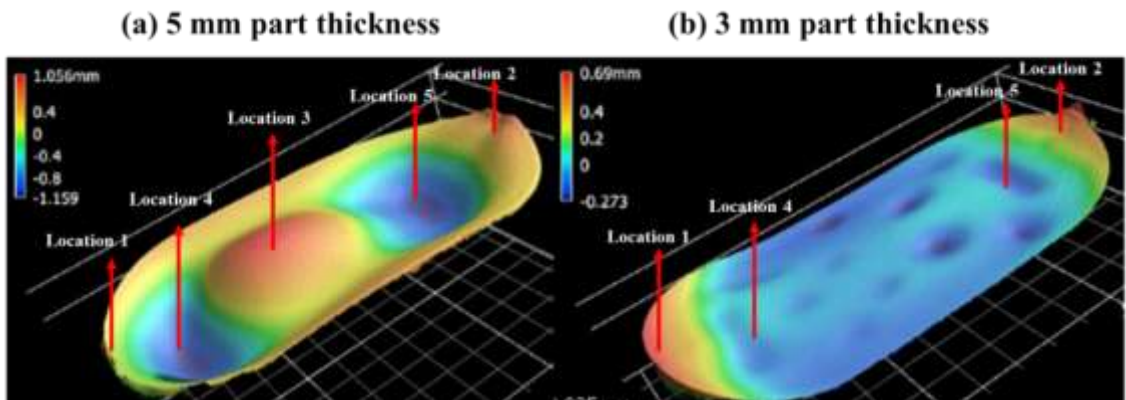 (a) 5 mm part thickness
(b) 3 mm part thickness
1.056mm
0.4
0
-0.4
-0.8
-1.159
Location 1
Location 4
Location 3
Location 5
Location 2
0.69mm
0.4
0.2
0
-0.273
Location 1
Location 4
Location 5
Location 2